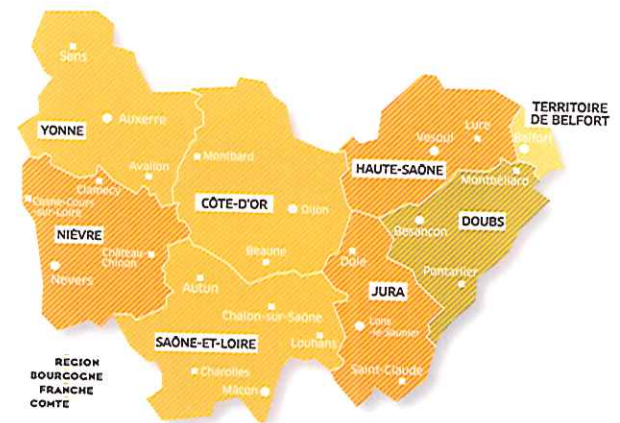 Sens
TERRITOIRE
DE BELFORT
Auxerre
YONNE
Lure
Vesoul
Belfort
Montbard
Avallon
HAUTE-SAÔNE
Montbéliard
Clamecy
Cosne-Cours
-sur-Loire
CÔTE-D'OR
Dijon
Besançon
DOUBS
NIÈVRE
Château-
Chinon
Beaune
Dole
Nevers
Autun
Pontarlier
JURA
Chalon-sur-Saône
Lons
-le-Saunier
Louhans
SAÔNE-ET-LOIRE
REGION
BOURGOGNE
FRANCHE
COMTE
Charolles
Saint-Claude
Mâcon